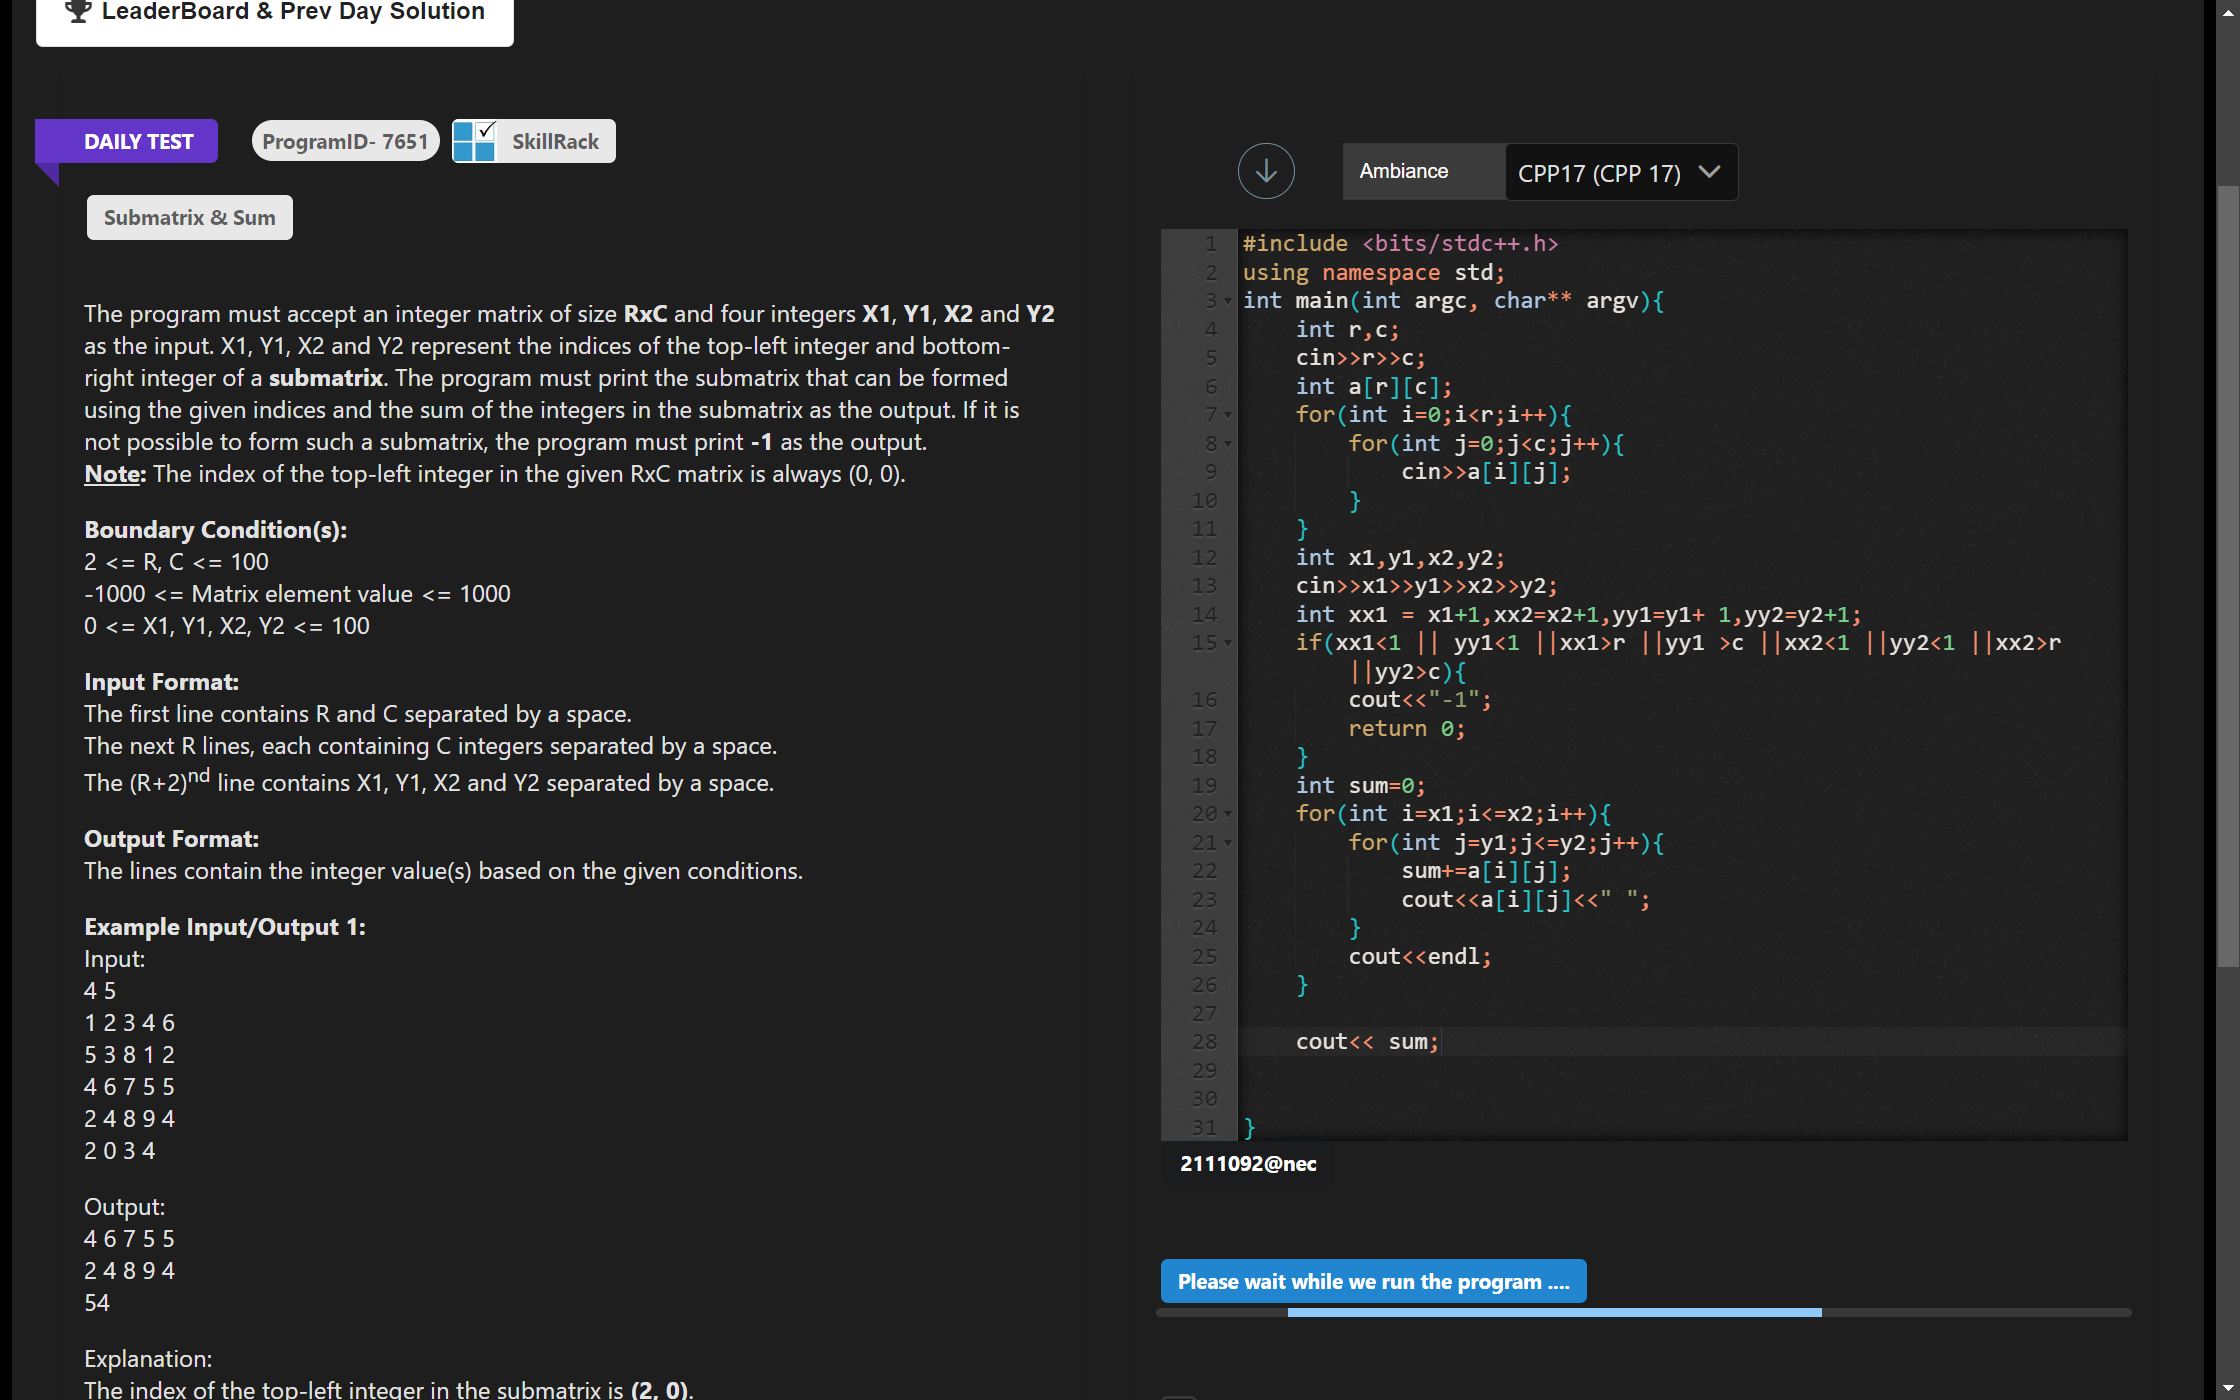 LeaderBoard & Prev Day Solution
DAILY TEST
ProgramID- 7651
SkillRack
Submatrix & Sum
The program must accept an integer matrix of size RxC and four integers X1, Y1, X2 and Y2
as the input. X1, Y1, X2 and Y2 represent the indices of the top-left integer and bottom-
right integer of a submatrix. The program must print the submatrix that can be formed
using the given indices and the sum of the integers in the submatrix as the output. If it is
not possible to form such a submatrix, the program must print -1 as the output.
Note: The index of the top-left integer in the given RxC matrix is always (0, 0).
Boundary Condition(s):
2 <= R, C <= 100
-1000 <= Matrix element value <= 1000
0 <= X1, Y1, X2, Y2 <= 100
Input Format:
The first line contains R and C separated by a space.
The next R lines, each containing C integers separated by a space.
The (R+2)nd line contains X1, Y1, X2 and Y2 separated by a space.
Output Format:
The lines contain the integer value(s) based on the given conditions.
Example Input/Output 1:
Input:
4 5
1 2 3 4 6
5 3 8 1 2
4 6 7 5 5
2 4 8 9 4
2 0 3 4
Output:
4 6 7 5 5
2 4 8 9 4
54
Explanation:
The index of the top-left integer in the submatrix is (2, 0).
Ambiance
CPP17 (CPP 17)
1 #include <bits/stdc++.h>
2 using namespace std;
3 int main(int argc, char** argv){
4     int r,c;
5     cin>>r>>c;
6     int a[r][c];
7     for(int i=0;i<r;i++){
8         for(int j=0;j<c;j++){
9             cin>>a[i][j];
10         }
11     }
12     int x1,y1,x2,y2;
13     cin>>x1>>y1>>x2>>y2;
14     int xx1 = x1+1,xx2=x2+1,yy1=y1+ 1,yy2=y2+1;
15     if(xx1<1 || yy1<1 ||xx1>r ||yy1 >c ||xx2<1 ||yy2<1 ||xx2>r
||yy2>c){
16         cout<<"-1";
17         return 0;
18     }
19     int sum=0;
20     for(int i=x1;i<=x2;i++){
21         for(int j=y1;j<=y2;j++){
22             sum+=a[i][j];
23             cout<<a[i][j]<<" ";
24         }
25         cout<<endl;
26     }
27
28     cout<< sum;
29
30
31 }
2111092@nec
Please wait while we run the program ....